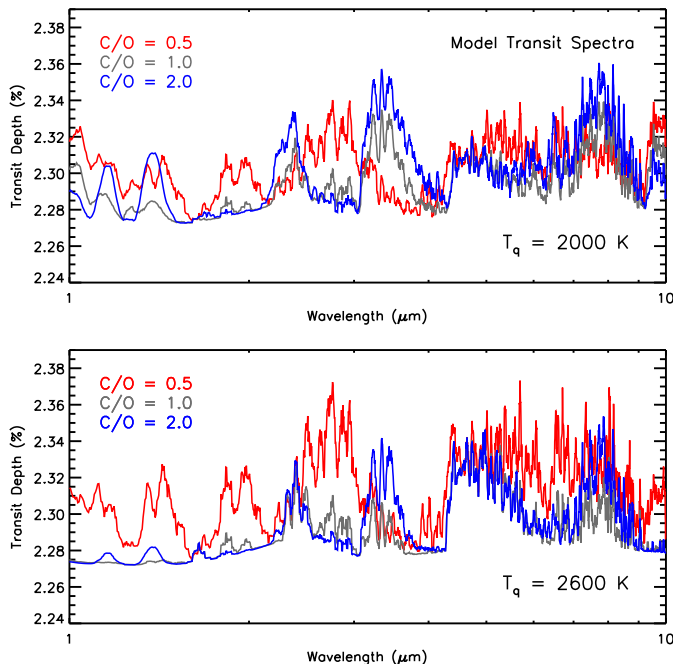 C/O = 0.5
C/O = 1.0
C/O = 2.0
Model Transit Spectra
T_q = 2000 K
Transit Depth (%)
2.38
2.36
2.34
2.32
2.30
2.28
2.26
2.24
1
10
Wavelength (μm)
C/O = 0.5
C/O = 1.0
C/O = 2.0
T_q = 2600 K
Transit Depth (%)
2.38
2.36
2.34
2.32
2.30
2.28
2.26
2.24
1
10
Wavelength (μm)